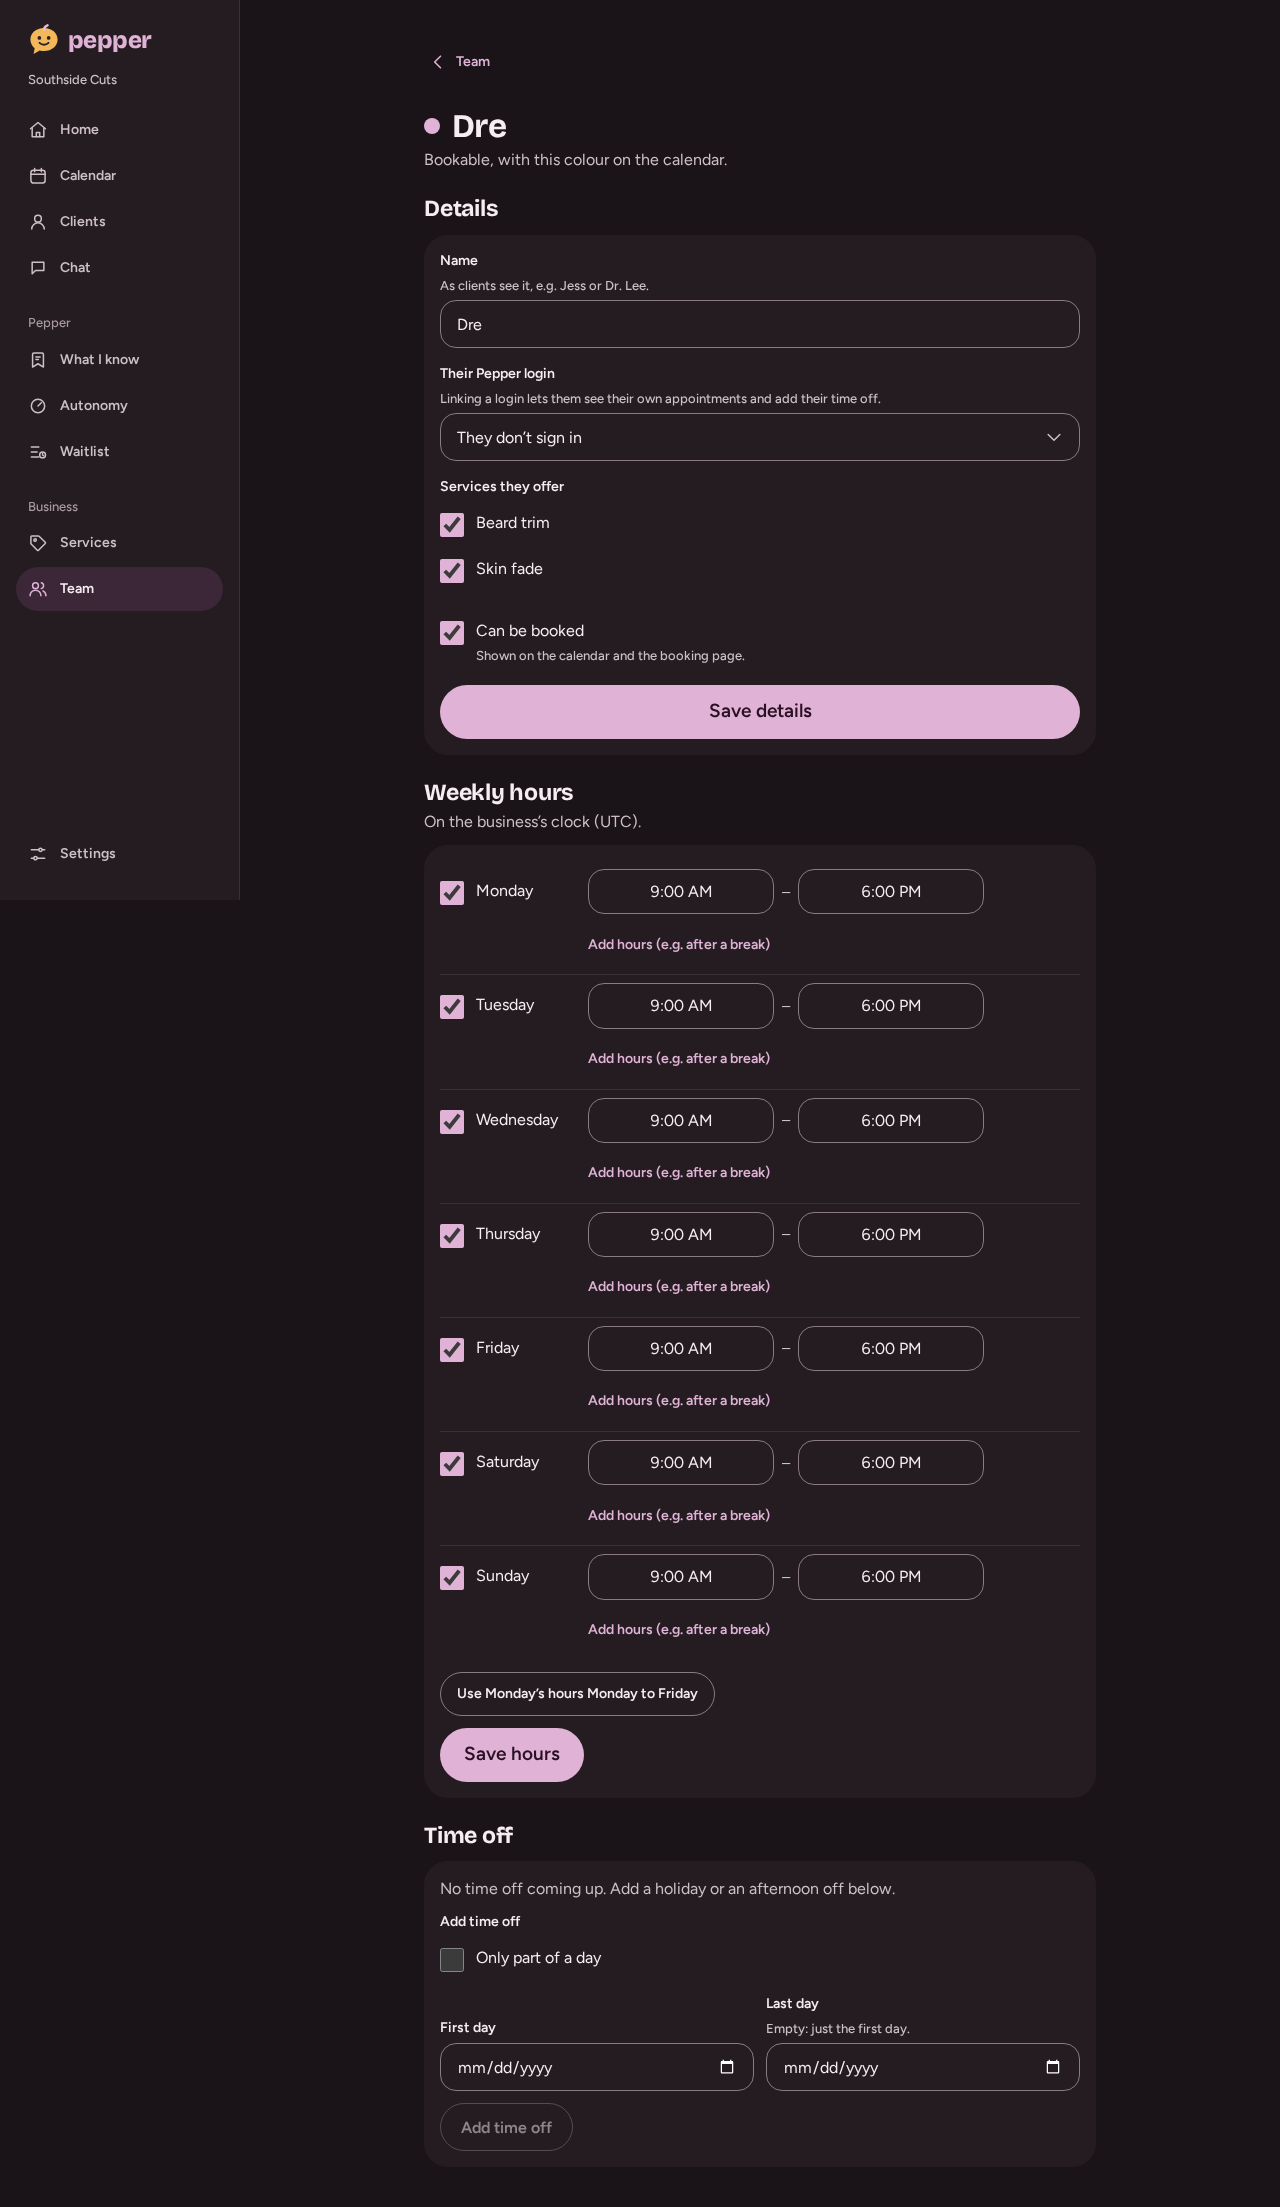 pepper
Southside Cuts
Home
Calendar
Clients
Chat
Pepper
What I know
Autonomy
Waitlist
Business
Services
Team
Settings
Team
Dre
Bookable, with this colour on the calendar.
Details
Name
As clients see it, e.g. Jess or Dr. Lee.
Dre
Their Pepper login
Linking a login lets them see their own appointments and add their time off.
They don’t sign in
Services they offer
Beard trim
Skin fade
Can be booked
Shown on the calendar and the booking page.
Save details
Weekly hours
On the business’s clock (UTC).
Monday 9:00 AM – 6:00 PM
Add hours (e.g. after a break)
Tuesday 9:00 AM – 6:00 PM
Add hours (e.g. after a break)
Wednesday 9:00 AM – 6:00 PM
Add hours (e.g. after a break)
Thursday 9:00 AM – 6:00 PM
Add hours (e.g. after a break)
Friday 9:00 AM – 6:00 PM
Add hours (e.g. after a break)
Saturday 9:00 AM – 6:00 PM
Add hours (e.g. after a break)
Sunday 9:00 AM – 6:00 PM
Add hours (e.g. after a break)
Use Monday’s hours Monday to Friday
Save hours
Time off
No time off coming up. Add a holiday or an afternoon off below.
Add time off
Only part of a day
First day
mm/dd/yyyy
Last day
Empty: just the first day.
mm/dd/yyyy
Add time off